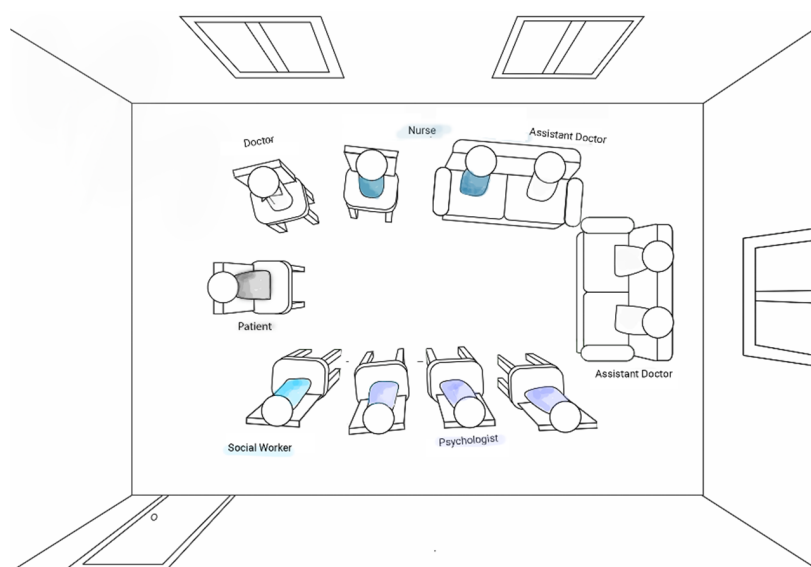 Doctor
Nurse
Assistant Doctor
Patient
Assistant Doctor
Social Worker
Psychologist